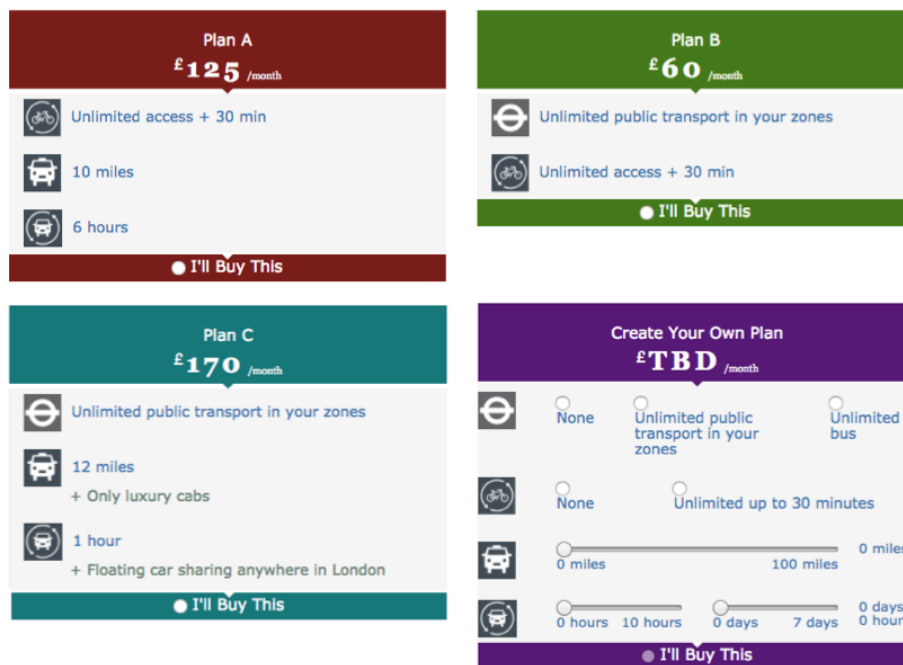 Plan A
£125 /month
Unlimited access + 30 min
10 miles
6 hours
I'll Buy This
Plan B
£60 /month
Unlimited public transport in your zones
Unlimited access + 30 min
I'll Buy This
Plan C
£170 /month
Unlimited public transport in your zones
12 miles
+ Only luxury cabs
1 hour
+ Floating car sharing anywhere in London
I'll Buy This
Create Your Own Plan
£TBD /month
None
Unlimited public
transport in your
zones
Unlimited
bus
None
Unlimited up to 30 minutes
0 miles
100 miles
0 miles
0 hours
10 hours
0 days
7 days
0 days
0 hour
I'll Buy This